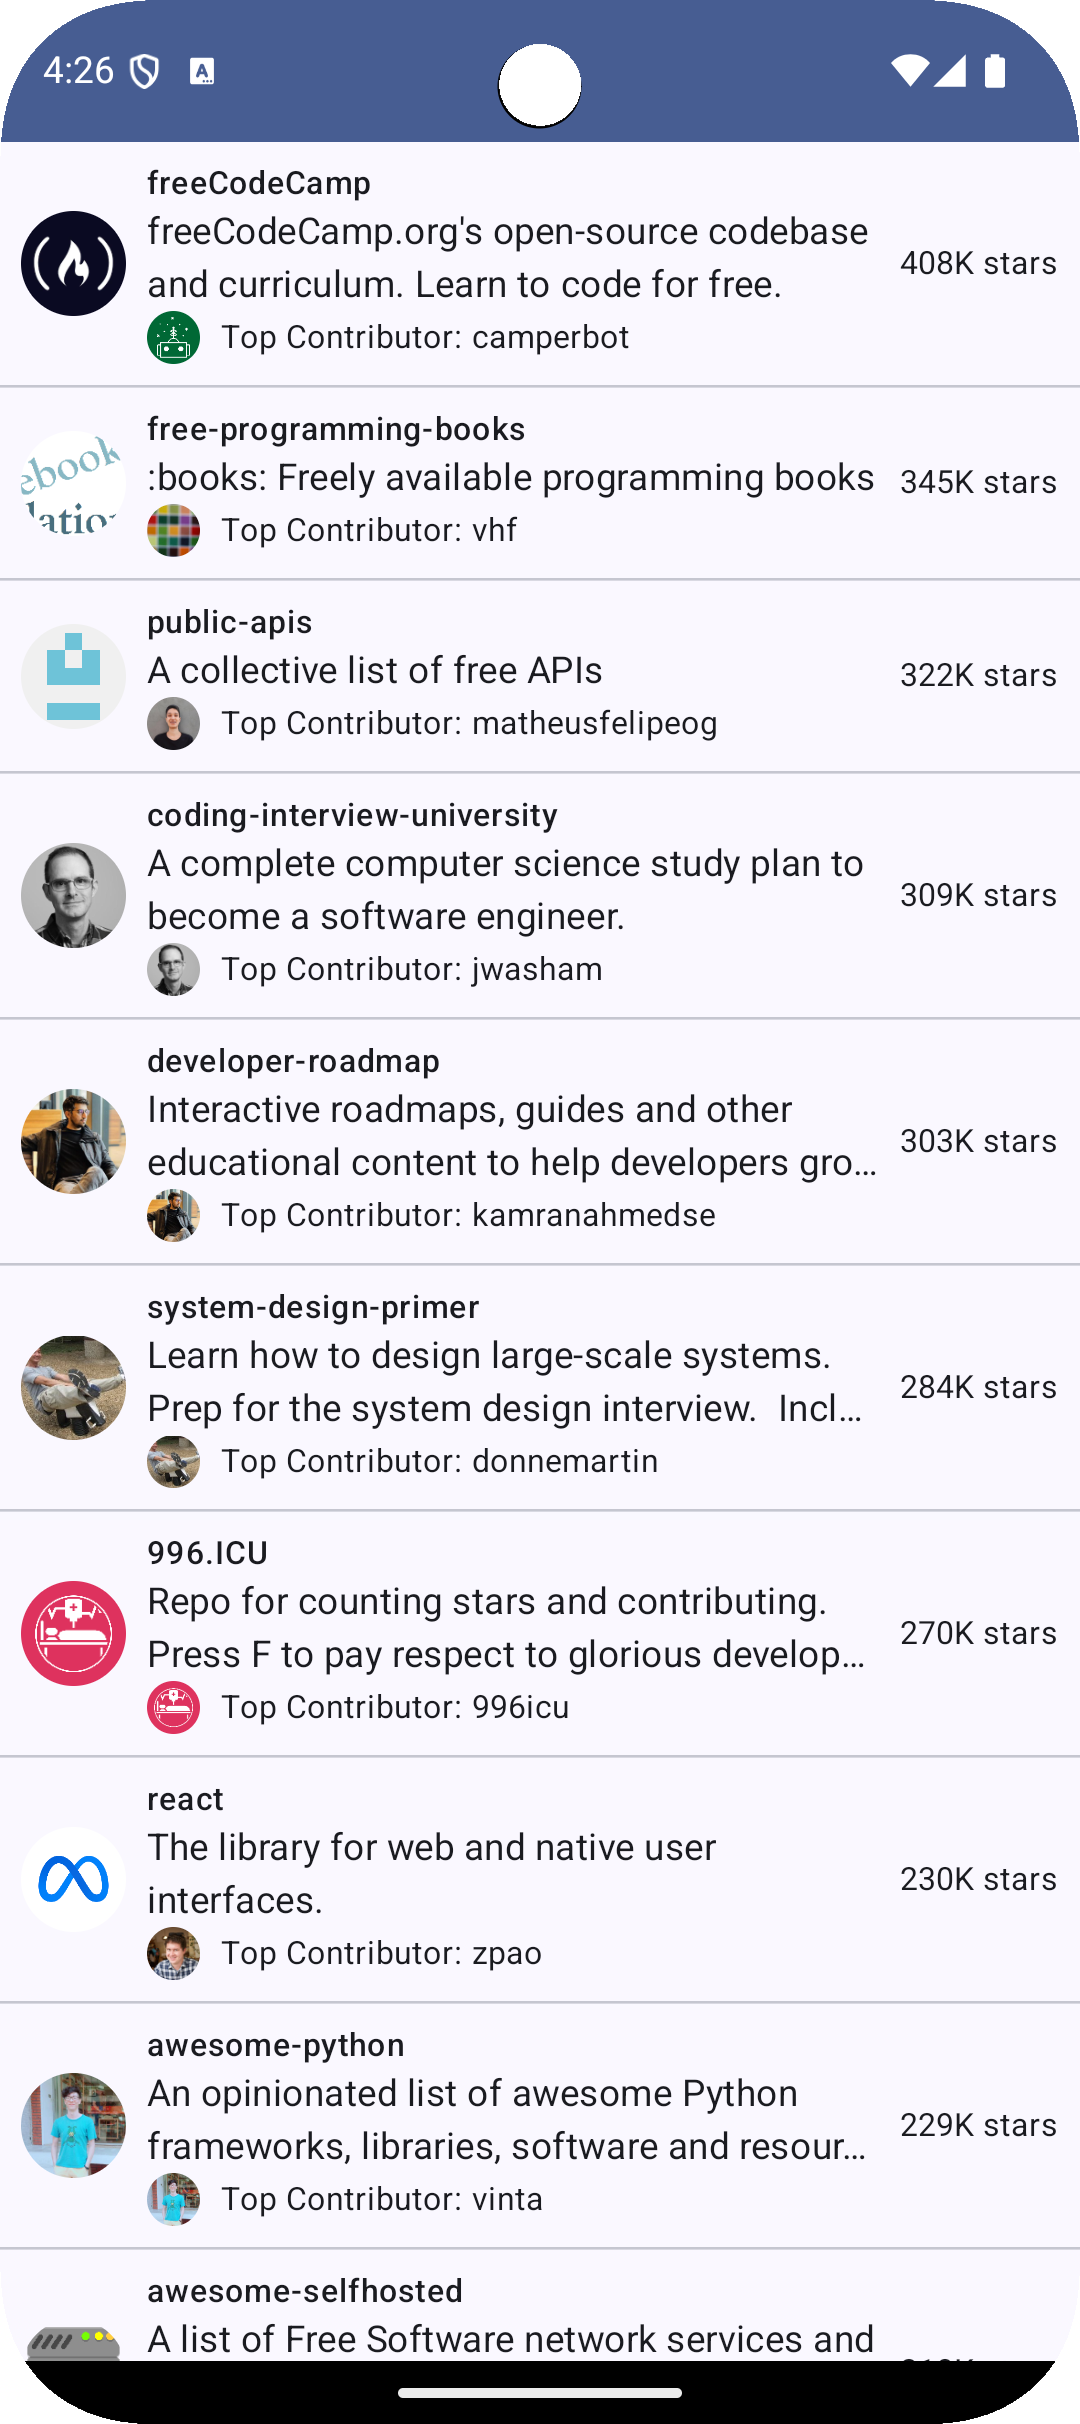 4:26
freeCodeCamp
freeCodeCamp.org's open-source codebase
and curriculum. Learn to code for free.
408K stars
Top Contributor: camperbot
free-programming-books
:books: Freely available programming books
345K stars
Top Contributor: vhf
public-apis
A collective list of free APIs
322K stars
Top Contributor: matheusfelipeog
coding-interview-university
A complete computer science study plan to
become a software engineer.
309K stars
Top Contributor: jwasham
developer-roadmap
Interactive roadmaps, guides and other
educational content to help developers gro…
303K stars
Top Contributor: kamranahmedse
system-design-primer
Learn how to design large-scale systems.
Prep for the system design interview.  Incl…
284K stars
Top Contributor: donnemartin
996.ICU
Repo for counting stars and contributing.
Press F to pay respect to glorious develop…
270K stars
Top Contributor: 996icu
react
The library for web and native user
interfaces.
230K stars
Top Contributor: zpao
awesome-python
An opinionated list of awesome Python
frameworks, libraries, software and resour…
229K stars
Top Contributor: vinta
awesome-selfhosted
A list of Free Software network services and